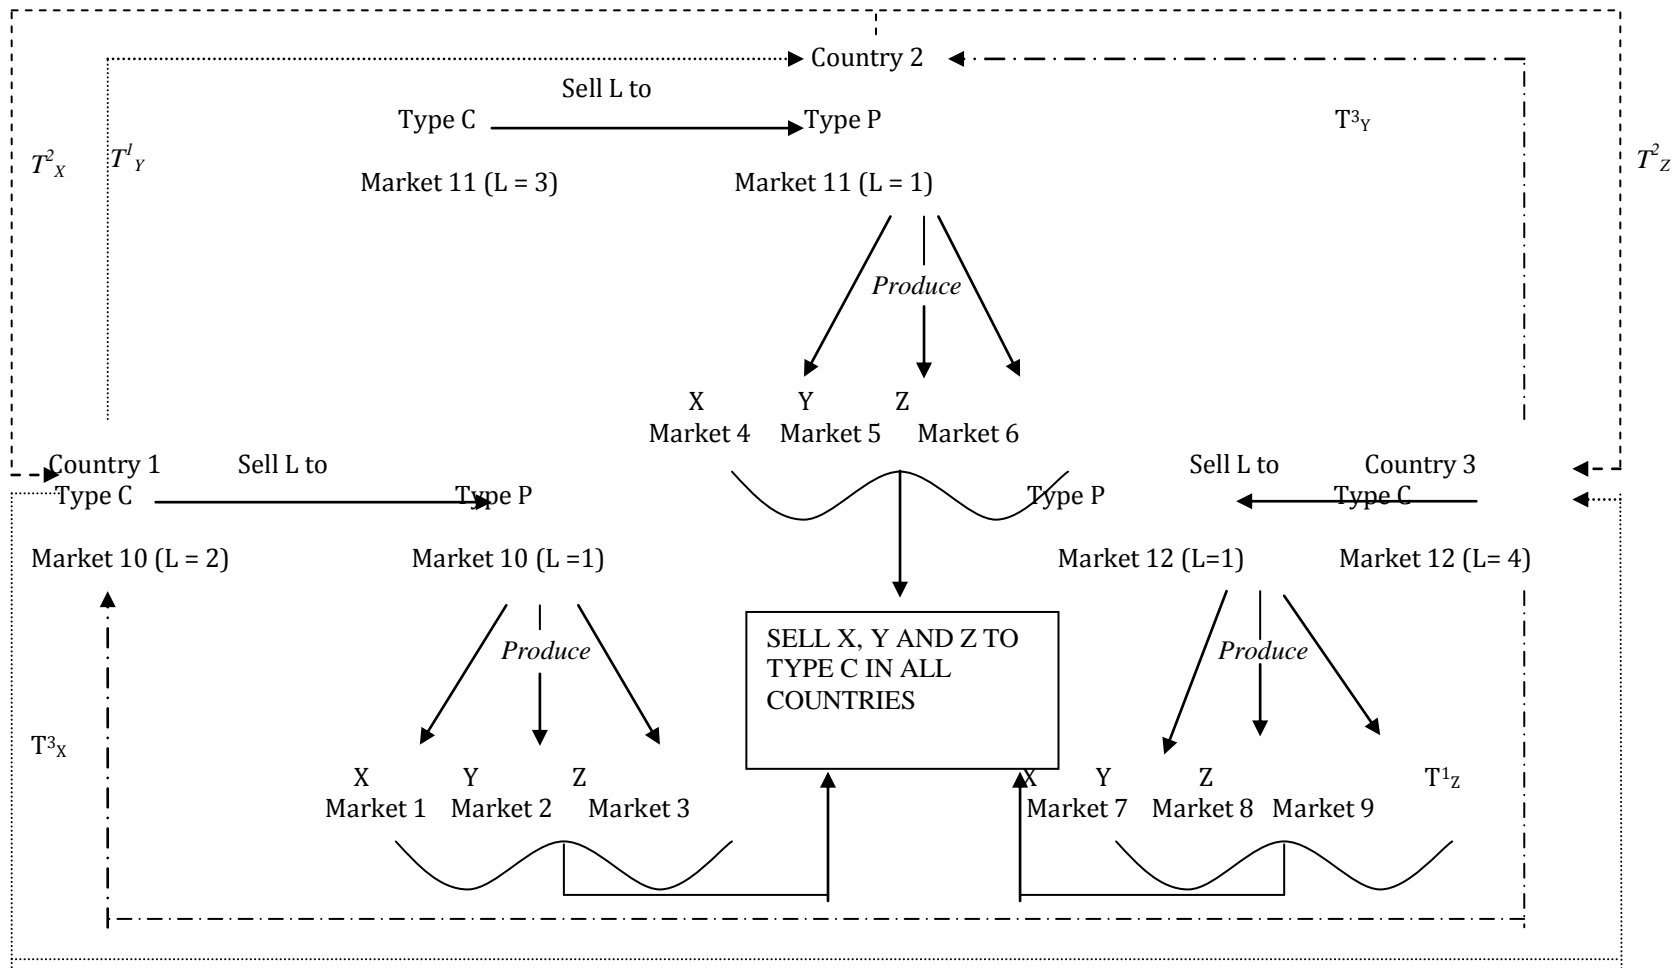 Country 2
Sell L to
Type C Type P
T³Y
T²X T¹Y T²Z
Market 11 (L = 3) Market 11 (L = 1)
Produce
X Y Z
Market 4 Market 5 Market 6
Country 1 Sell L to Sell L to Country 3
Type C Type P Type P Type C
Market 10 (L = 2) Market 10 (L =1) Market 12 (L=1) Market 12 (L= 4)
SELL X, Y AND Z TO
TYPE C IN ALL
COUNTRIES
Produce Produce
T³X
X Y Z X Y Z T¹Z
Market 1 Market 2 Market 3 Market 7 Market 8 Market 9